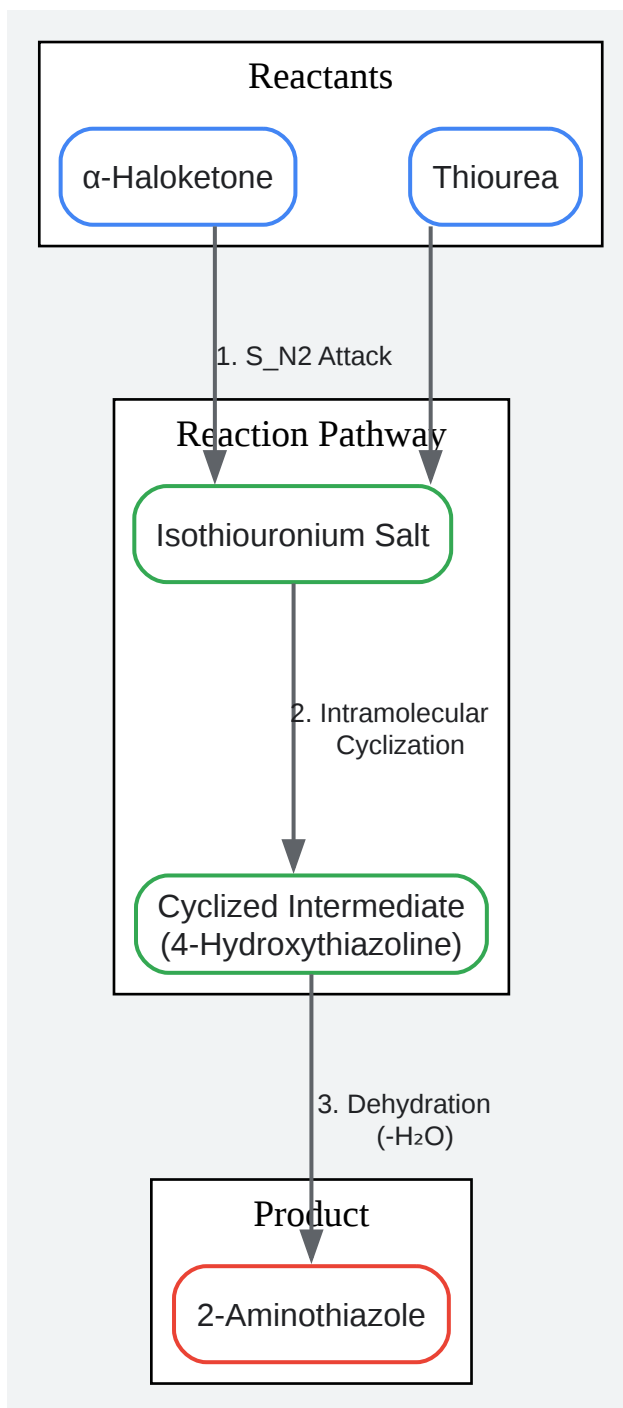 Reactants
α-Haloketone
Thiourea
1. S_N2 Attack
Reaction Pathway
Isothiouronium Salt
2. Intramolecular
Cyclization
Cyclized Intermediate
(4-Hydroxythiazoline)
3. Dehydration
(-H₂O)
Product
2-Aminothiazole